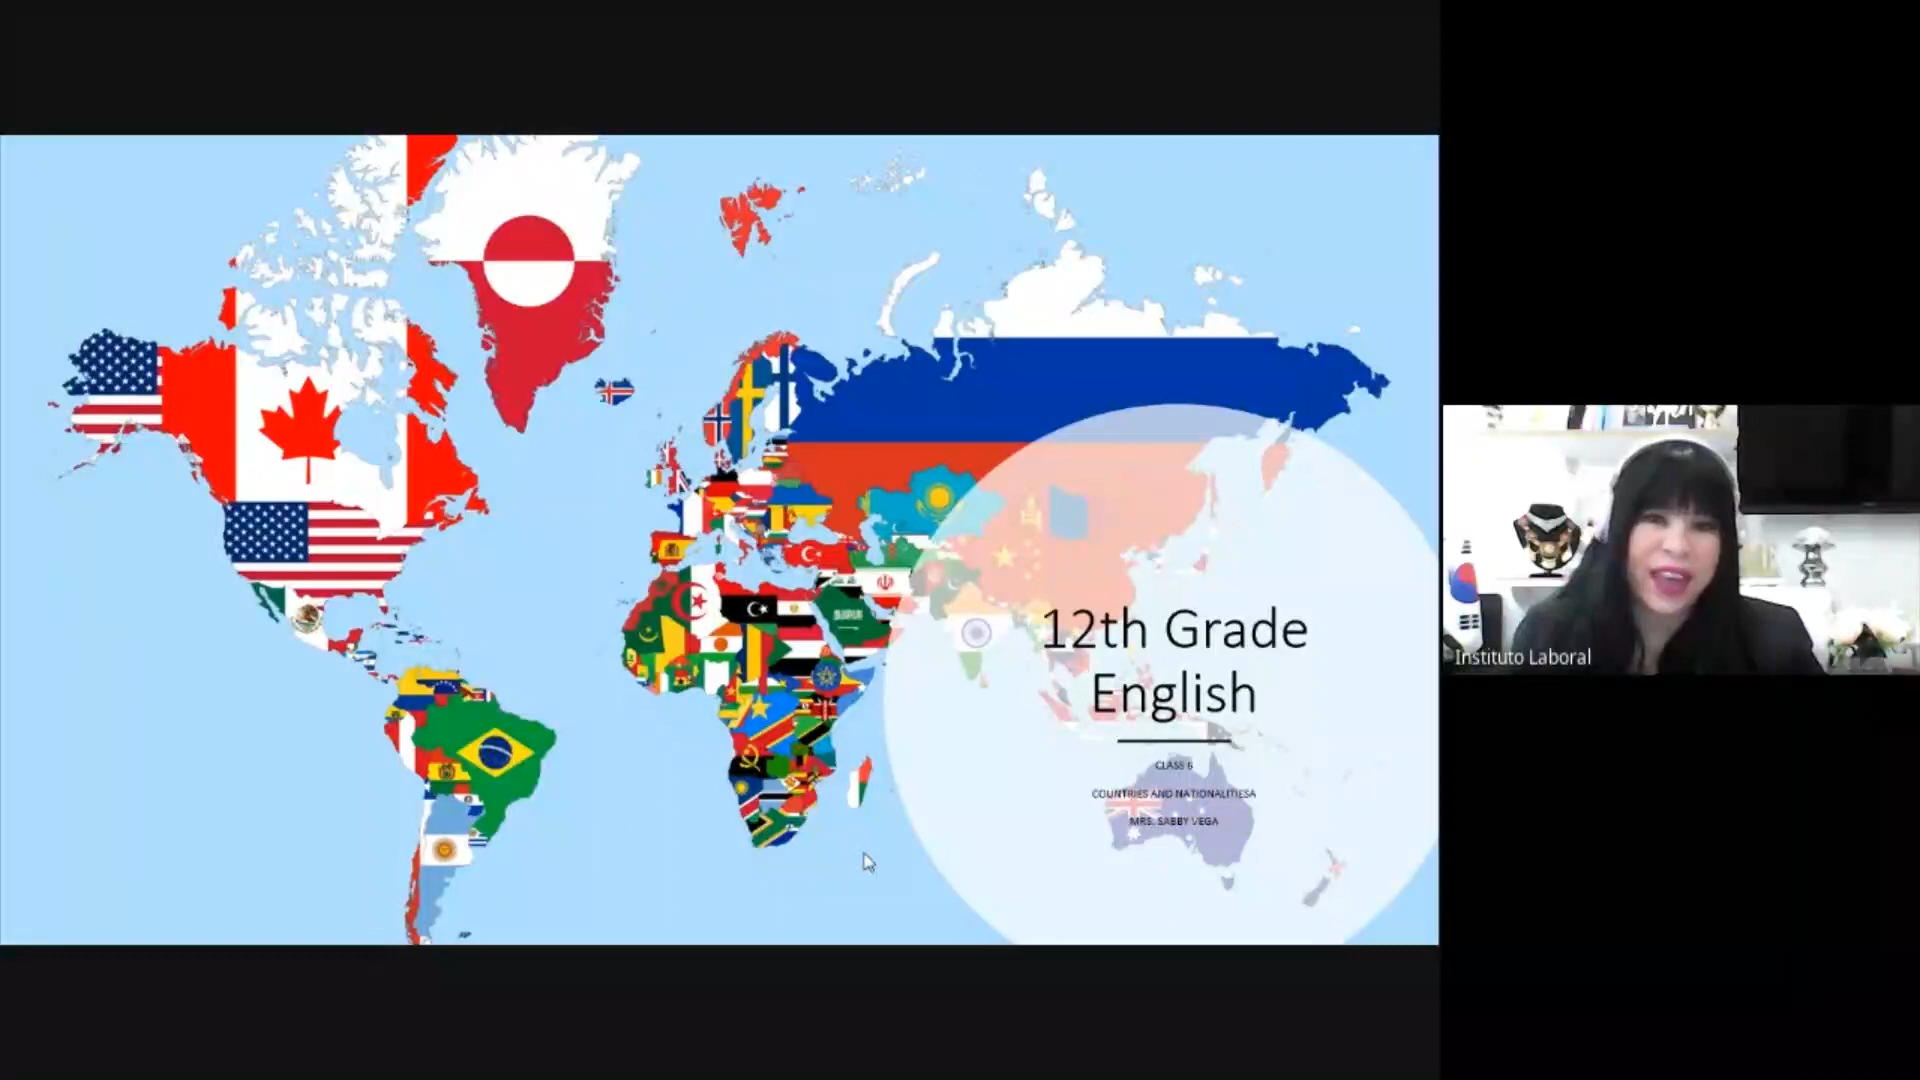 12th Grade
English
CLASS 6
COUNTRIES AND NATIONALITIESA
MRS. SABBY VEGA
Instituto Laboral